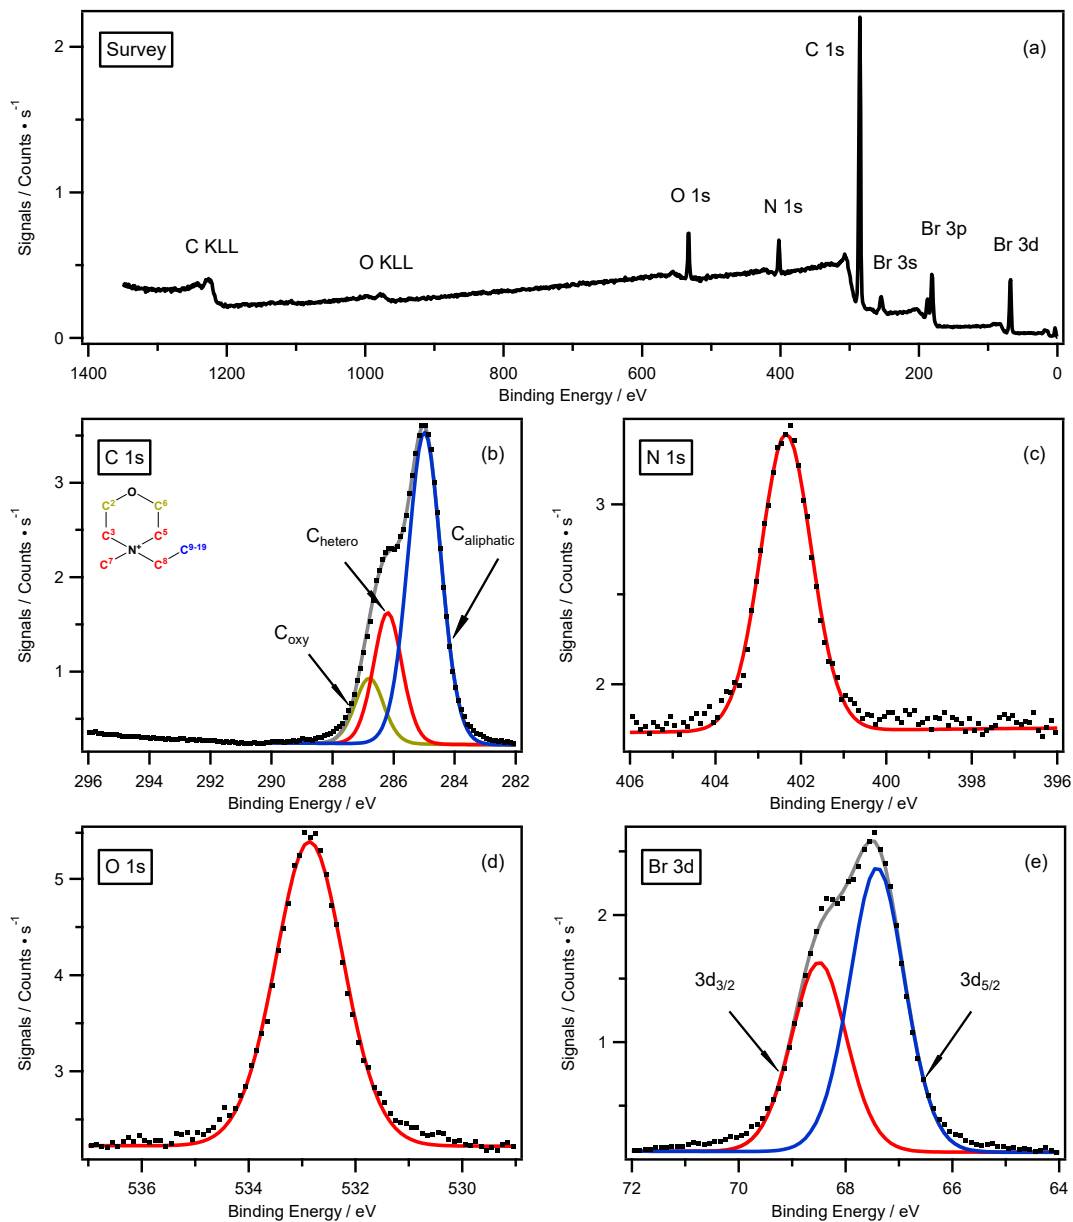 Survey
(a)
C 1s
O 1s
N 1s
Br 3p
Br 3s
Br 3d
C KLL
O KLL
2
1
0
Signals / Counts • s⁻¹
1400 1200 1000 800 600 400 200 0
Binding Energy / eV
C 1s
(b)
O
C² C⁶
C³ C⁵
N⁺ C⁹⁻¹⁹
C⁷ C⁸
C_hetero
C_aliphatic
C_oxy
3
2
1
Signals / Counts • s⁻¹
296 294 292 290 288 286 284 282
Binding Energy / eV
N 1s
(c)
3
2
Signals / Counts • s⁻¹
406 404 402 400 398 396
Binding Energy / eV
O 1s
(d)
5
4
3
Signals / Counts • s⁻¹
536 534 532 530
Binding Energy / eV
Br 3d
(e)
3d₃/₂
3d₅/₂
2
1
Signals / Counts • s⁻¹
72 70 68 66 64
Binding Energy / eV